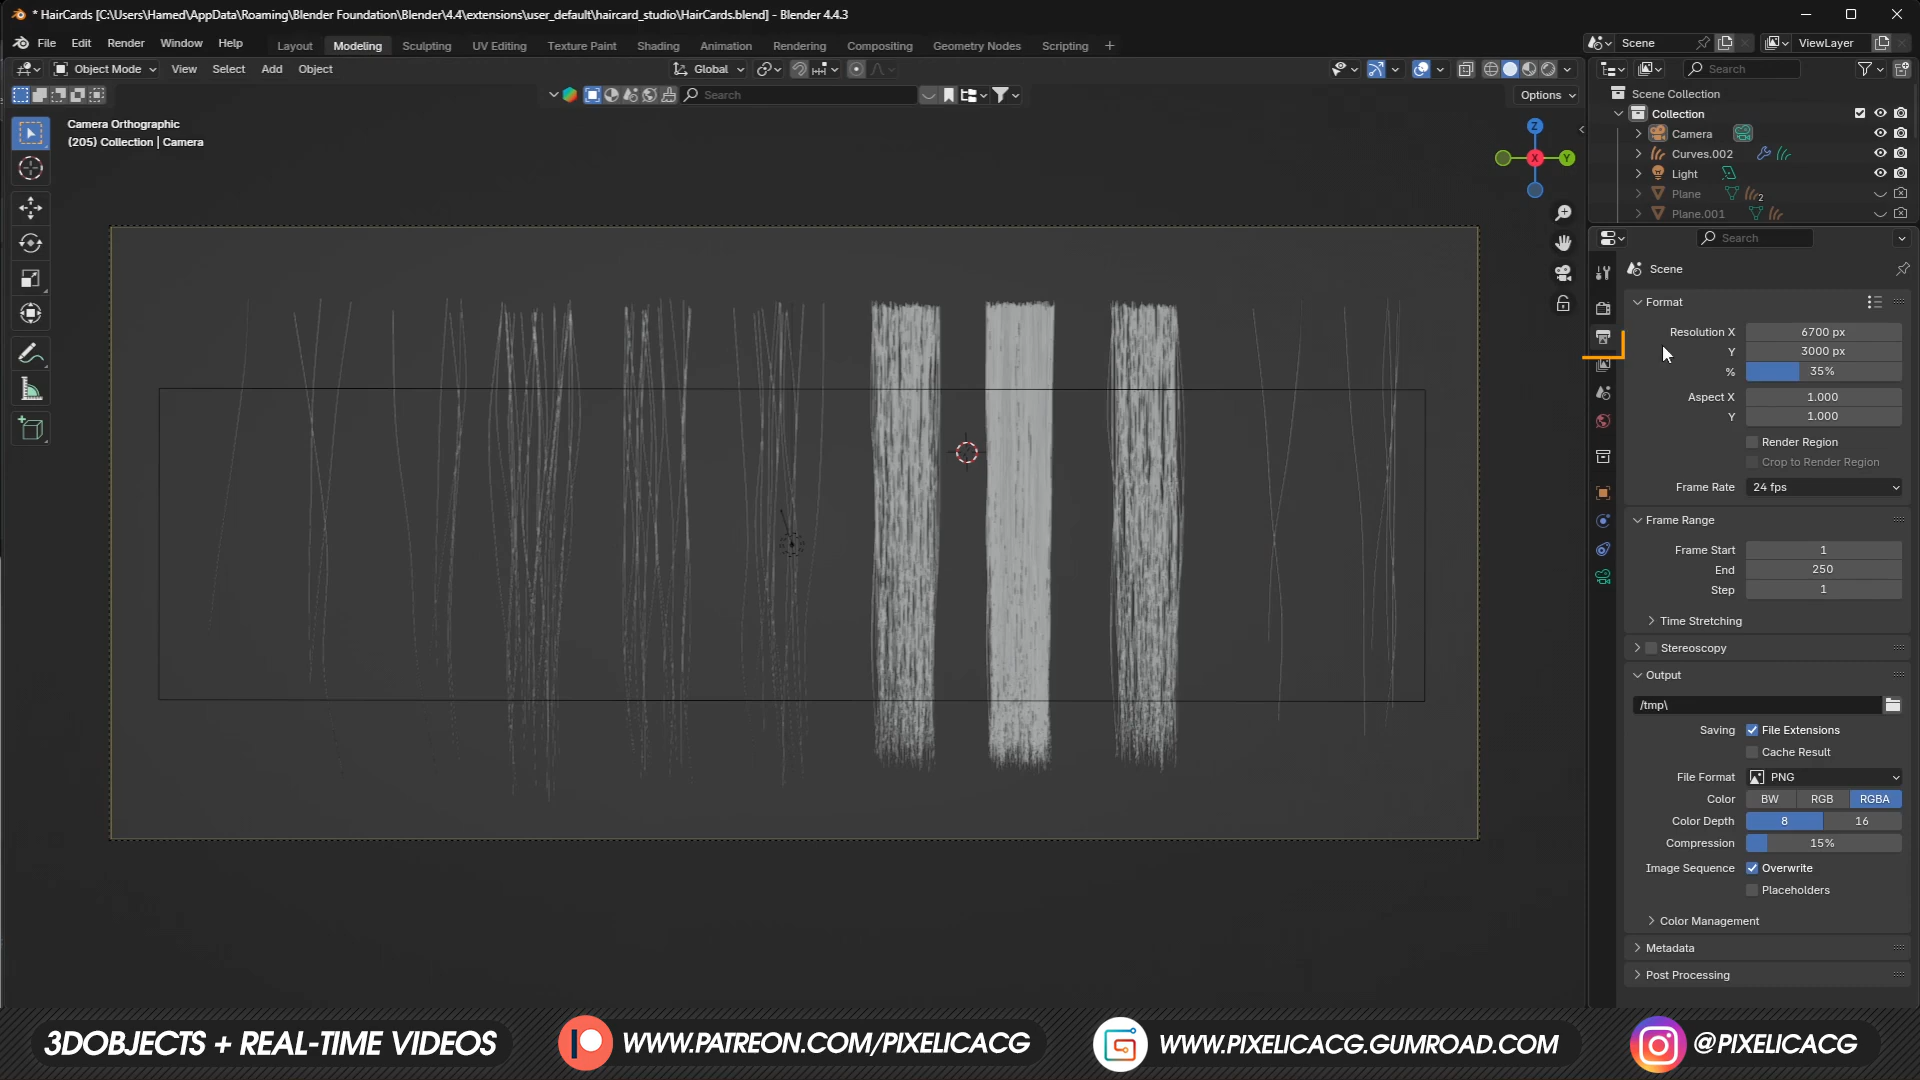 * HairCards [C:\Users\Hamed\AppData\Roaming\Blender Foundation\Blender\4.4\extensions\user_default\haircard_studio\HairCards.blend] - Blender 4.4.3
File Edit Render Window Help Layout Modeling Sculpting UV Editing Texture Paint Shading Animation Rendering Compositing Geometry Nodes Scripting + Scene ViewLayer
Object Mode View Select Add Object Global Search
Search Options
Camera Orthographic
(205) Collection | Camera
Z
X
Y
Scene Collection
Collection
Camera
Curves.002
Light
Plane 2
Plane.001
Search
Scene
Format
Resolution X 6700 px
Y 3000 px
% 35%
Aspect X 1.000
Y 1.000
Render Region
Crop to Render Region
Frame Rate 24 fps
Frame Range
Frame Start 1
End 250
Step 1
Time Stretching
Stereoscopy
Output
/tmp\
Saving File Extensions
Cache Result
File Format PNG
Color BW RGB RGBA
Color Depth 8 16
Compression 15%
Image Sequence Overwrite
Placeholders
Color Management
Metadata
Post Processing
3DOBJECTS + REAL-TIME VIDEOS WWW.PATREON.COM/PIXELICACG WWW.PIXELICACG.GUMROAD.COM @PIXELICACG